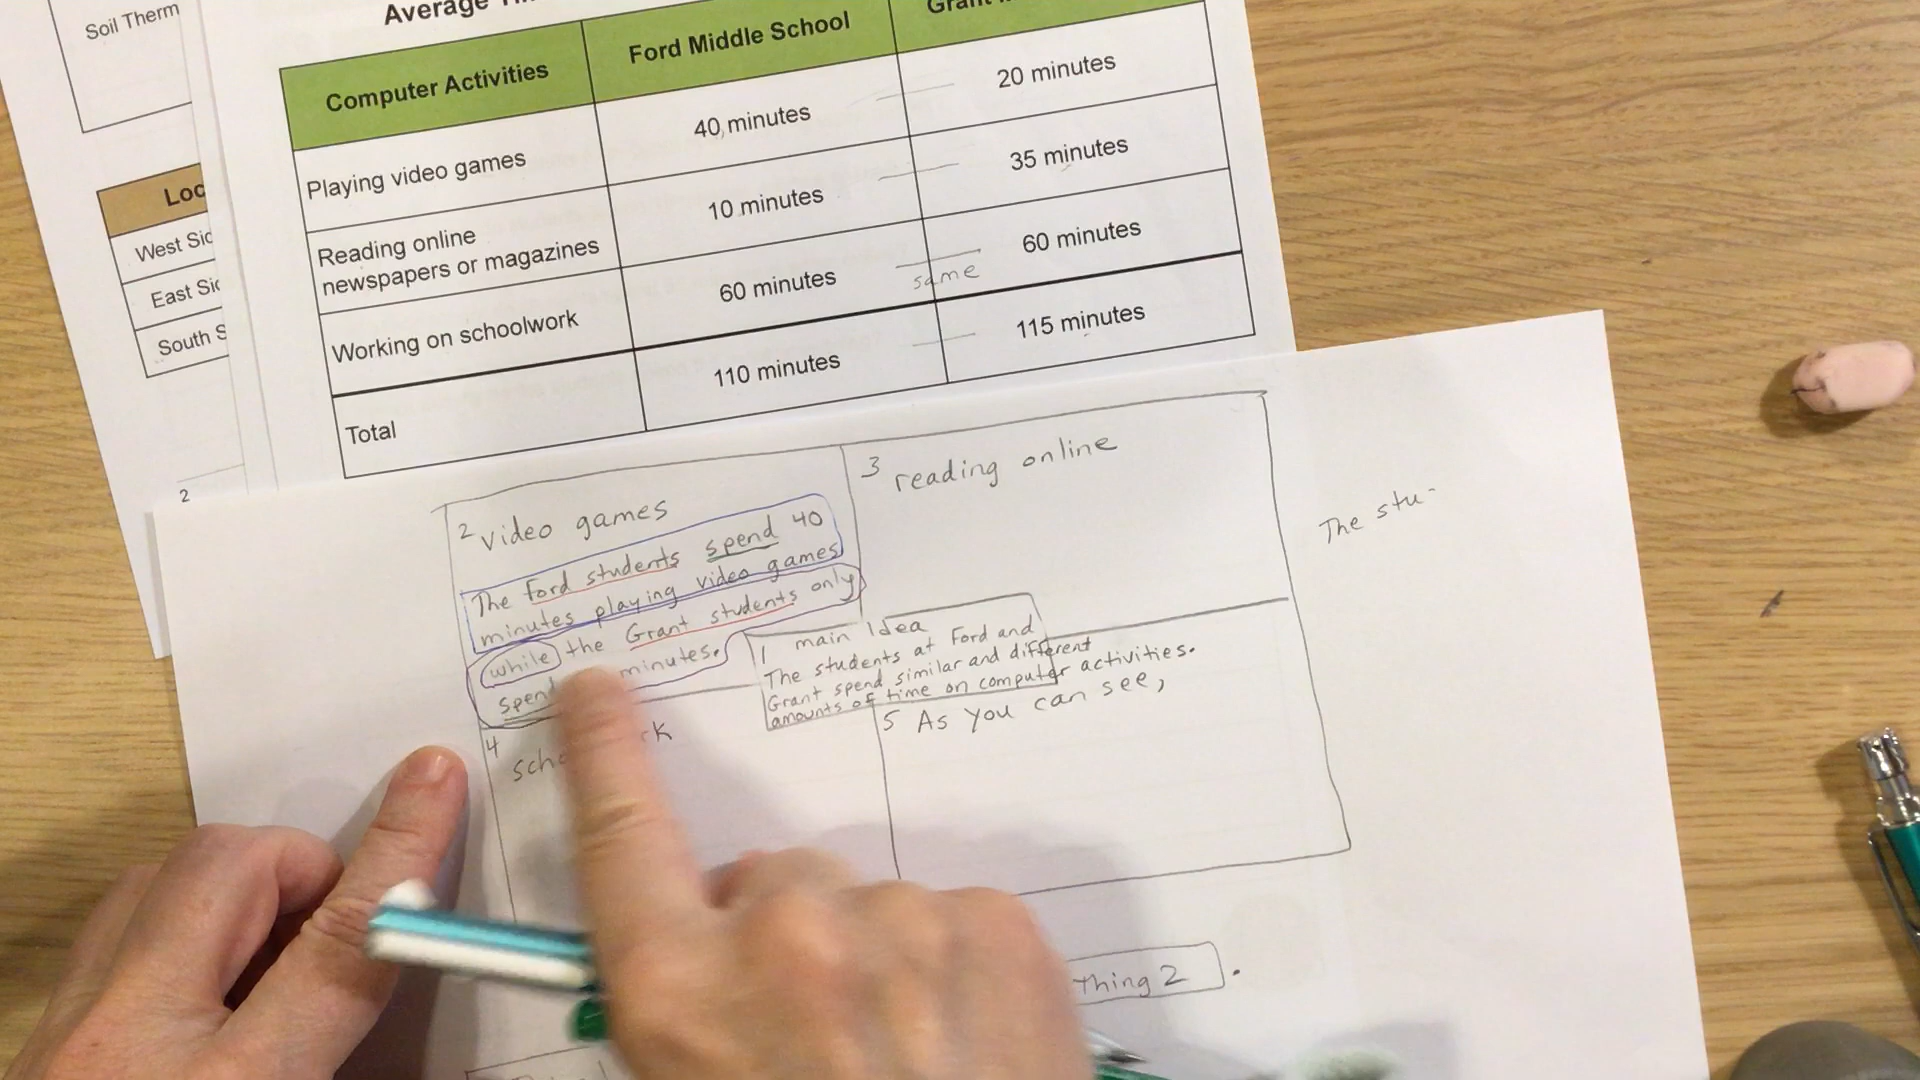 Soil Therm
Average
Computer Activities
Ford Middle School
Playing video games
40 minutes
20 minutes
Reading online
newspapers or magazines
10 minutes
35 minutes
Working on schoolwork
60 minutes
same
60 minutes
Total
110 minutes
115 minutes
Loc
West Sid
East Sid
South S
2
2 video games
The Ford students spend 40
minutes playing video games
while the Grant students only
spend minutes.
3 reading online
The stu-
1 main Idea
The students at Ford and
Grant spend similar and different
amounts of time on computer activities.
4
5 As you can see,
Thing 2.